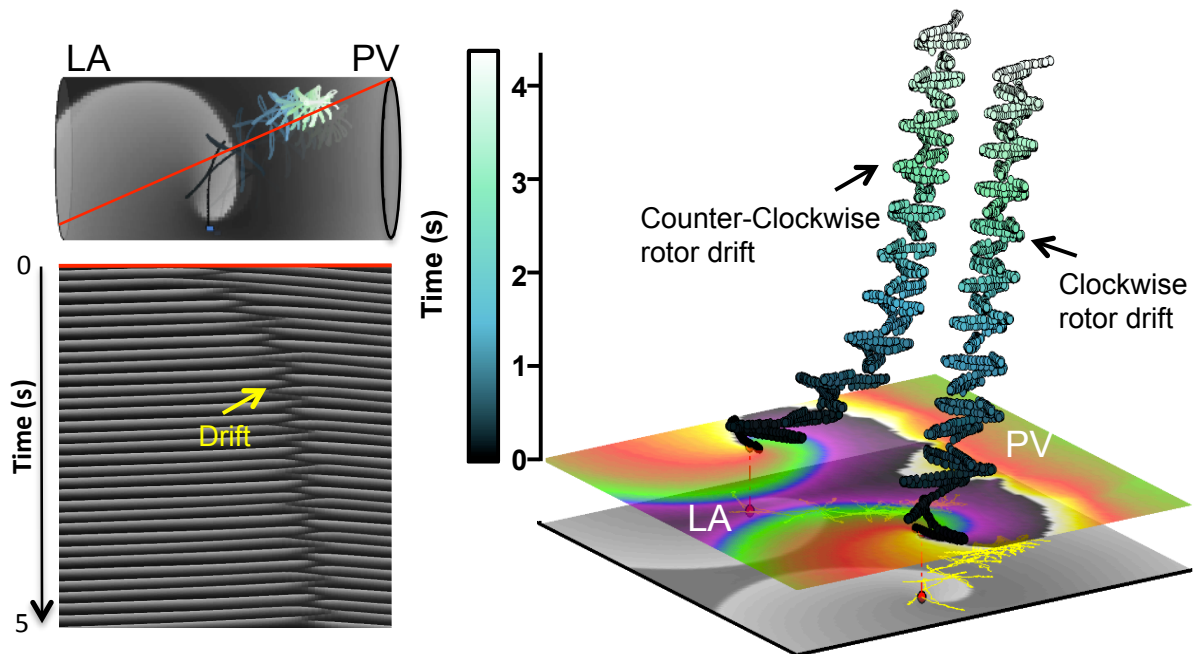 LA PV
0
Time (s)
Drift
5
Time (s)
4
3
2
1
0
Counter-Clockwise
rotor drift
Clockwise
rotor drift
PV
LA